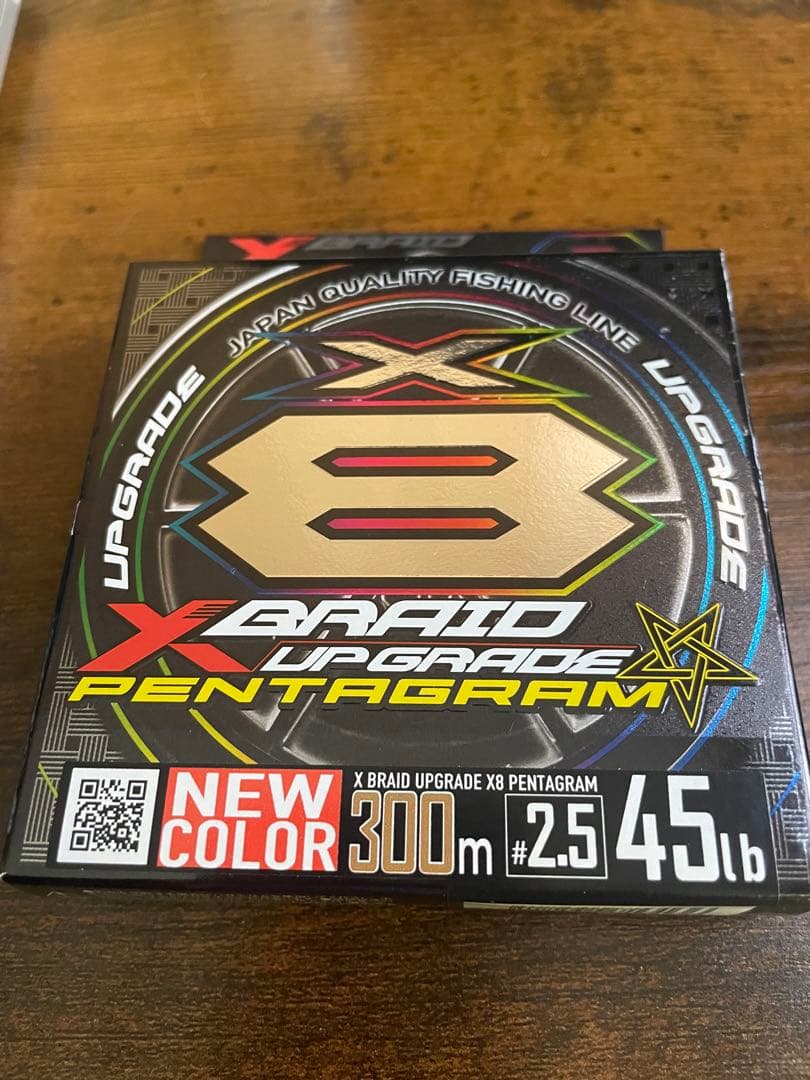 X BRAID
JAPAN QUALITY FISHING LINE
UPGRADE
UPGRADE
X
8
XBRAID
UPGRADE
PENTAGRAM
NEW
COLOR
X BRAID UPGRADE X8 PENTAGRAM
300m
#2.5
45lb